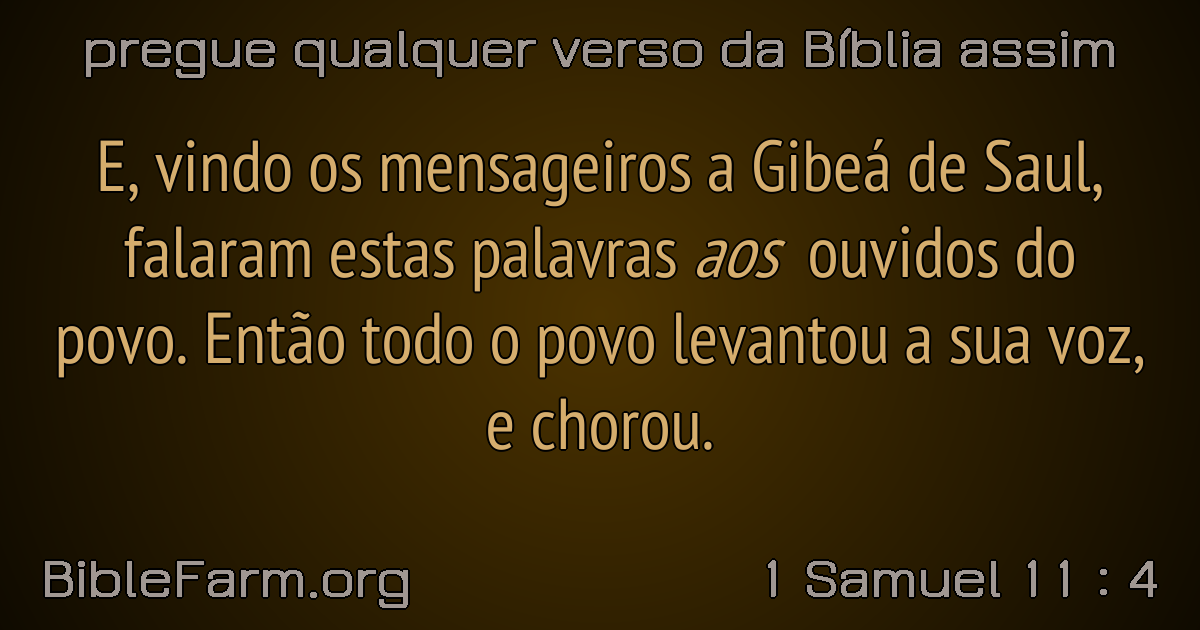 pregue qualquer verso da Bíblia assim
E, vindo os mensageiros a Gibeá de Saul,
falaram estas palavras aos ouvidos do
povo. Então todo o povo levantou a sua voz,
e chorou.
BibleFarm.org
1 Samuel 11 : 4